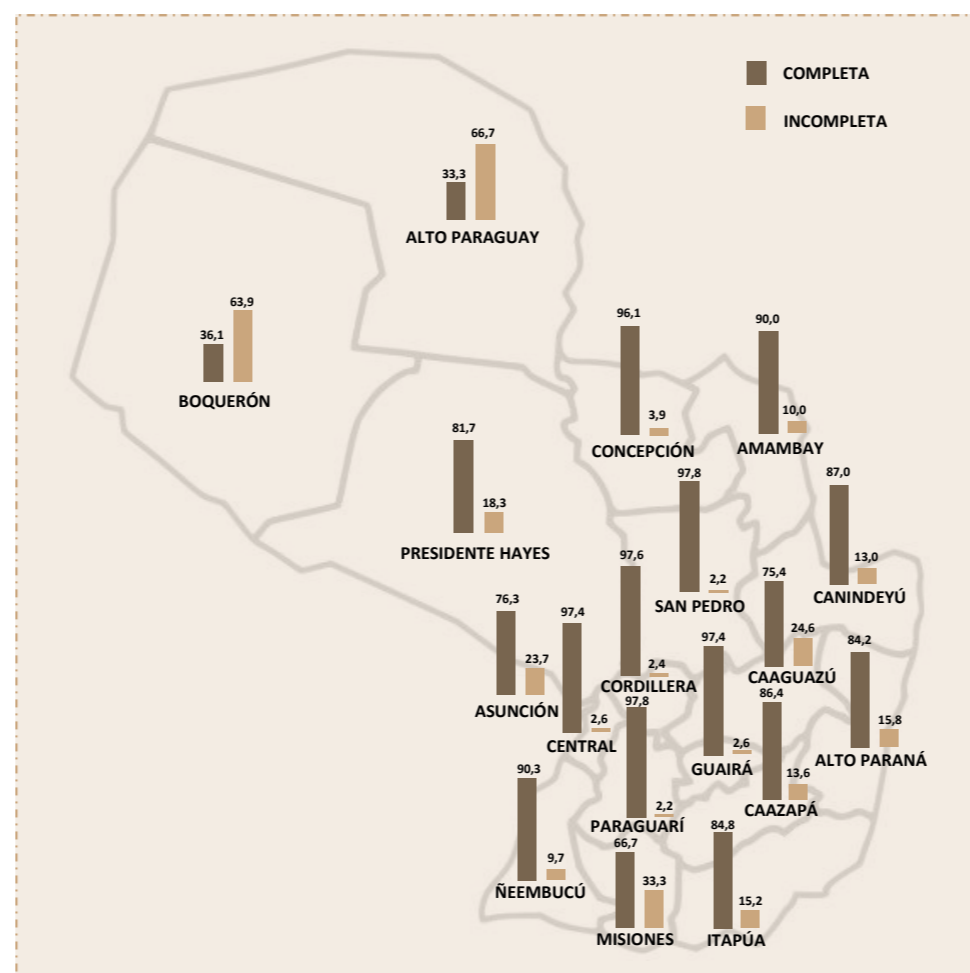 COMPLETA
INCOMPLETA
66,7
33,3
ALTO PARAGUAY
63,9
36,1
BOQUERÓN
96,1
3,9
CONCEPCIÓN
90,0
10,0
AMAMBAY
81,7
18,3
PRESIDENTE HAYES
97,8
2,2
SAN PEDRO
87,0
13,0
CANINDEYÚ
97,6
2,4
CORDILLERA
75,4
24,6
CAAGUAZÚ
76,3
23,7
ASUNCIÓN
97,4
2,6
CENTRAL
97,4
2,6
GUAIRÁ
84,2
15,8
ALTO PARANÁ
97,8
2,2
PARAGUARÍ
86,4
13,6
CAAZAPÁ
90,3
9,7
ÑEEMBUCÚ
66,7
33,3
MISIONES
84,8
15,2
ITAPÚA